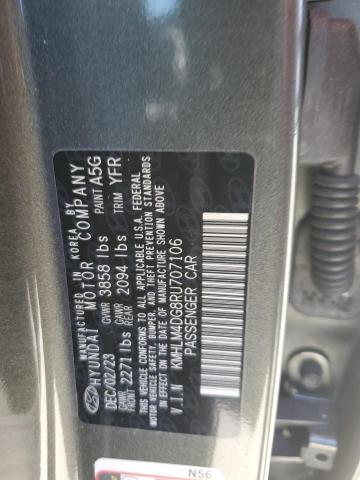 MFD. BY
HYUNDAI MOTOR COMPANY
IN KOREA
DEC/02/23 GVWR 3858 lbs PAINT A5G
GAWR FRONT 2271 lbs GAWR REAR 2094 lbs TRIM YFR
THIS VEHICLE CONFORMS TO ALL APPLICABLE U.S.A. FEDERAL
MOTOR VEHICLE SAFETY, BUMPER, AND THEFT PREVENTION STANDARDS
IN EFFECT ON THE DATE OF MANUFACTURE SHOWN ABOVE.
V.I.N KMHLM4DG8RU707106
PASSENGER CAR
N56